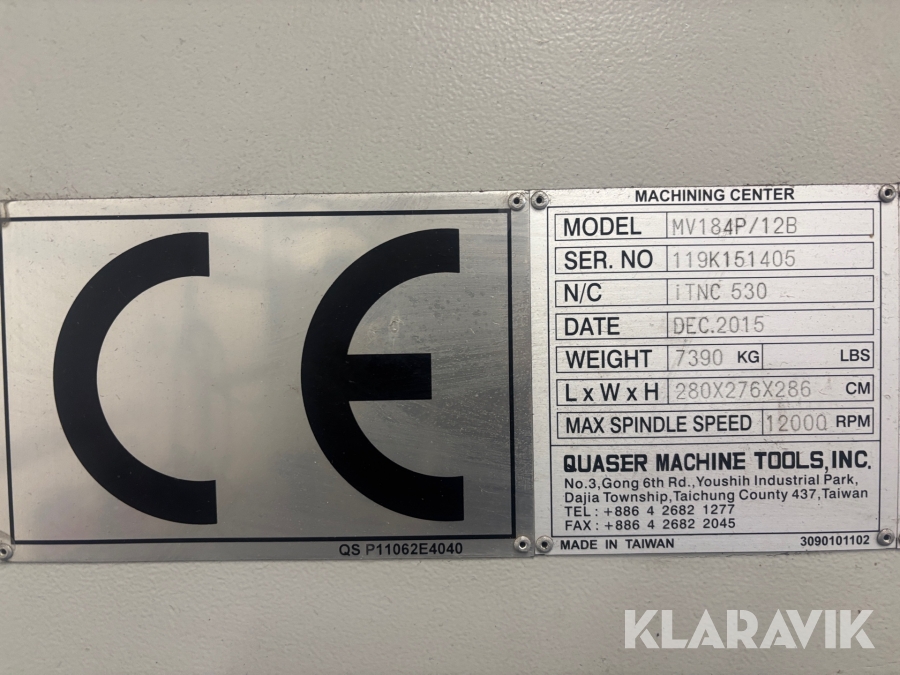 CE
QS P11062E4040
MACHINING CENTER
MODEL MV184P/12B
SER. NO 119K151405
N/C iTNC 530
DATE DEC.2015
WEIGHT 7390 KG LBS
L x W x H 280X276X286 CM
MAX SPINDLE SPEED 12000 RPM
QUASER MACHINE TOOLS, INC.
No.3,Gong 6th Rd.,Youshih Industrial Park,
Dajia Township,Taichung County 437,Taiwan
TEL : +886 4 2682 1277
FAX : +886 4 2682 2045
MADE IN TAIWAN 3090101102
KLARAVIK